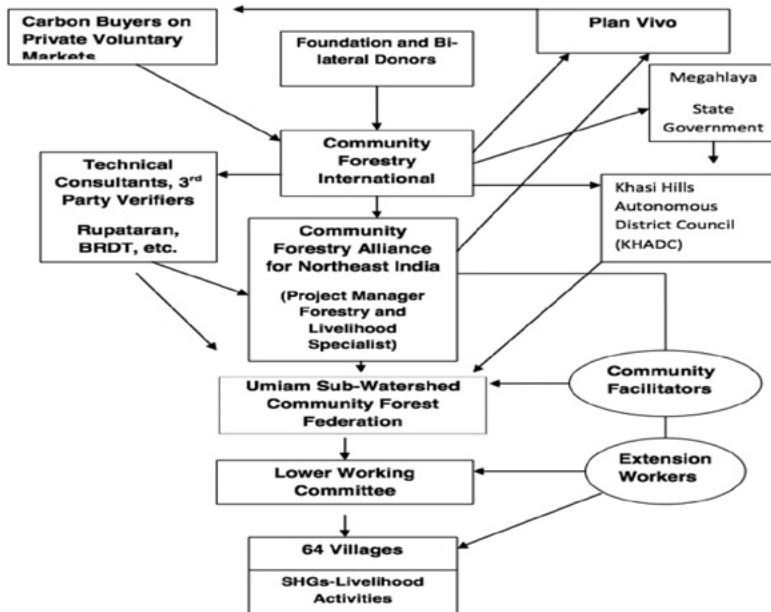 Carbon Buyers on
Private Voluntary
Markets
Foundation and Bi-
lateral Donors
Plan Vivo
Megahlaya
State
Government
Community
Forestry
International
Technical
Consultants, 3rd
Party Verifiers
Rupataran,
BRDT, etc.
Khasi Hills
Autonomous
District Council
(KHADC)
Community
Forestry Alliance
for Northeast India
(Project Manager
Forestry and
Livelihood
Specialist)
Community
Facilitators
Umiam Sub-Watershed
Community Forest
Federation
Extension
Workers
Lower Working
Committee
64 Villages
SHGs-Livelihood
Activities